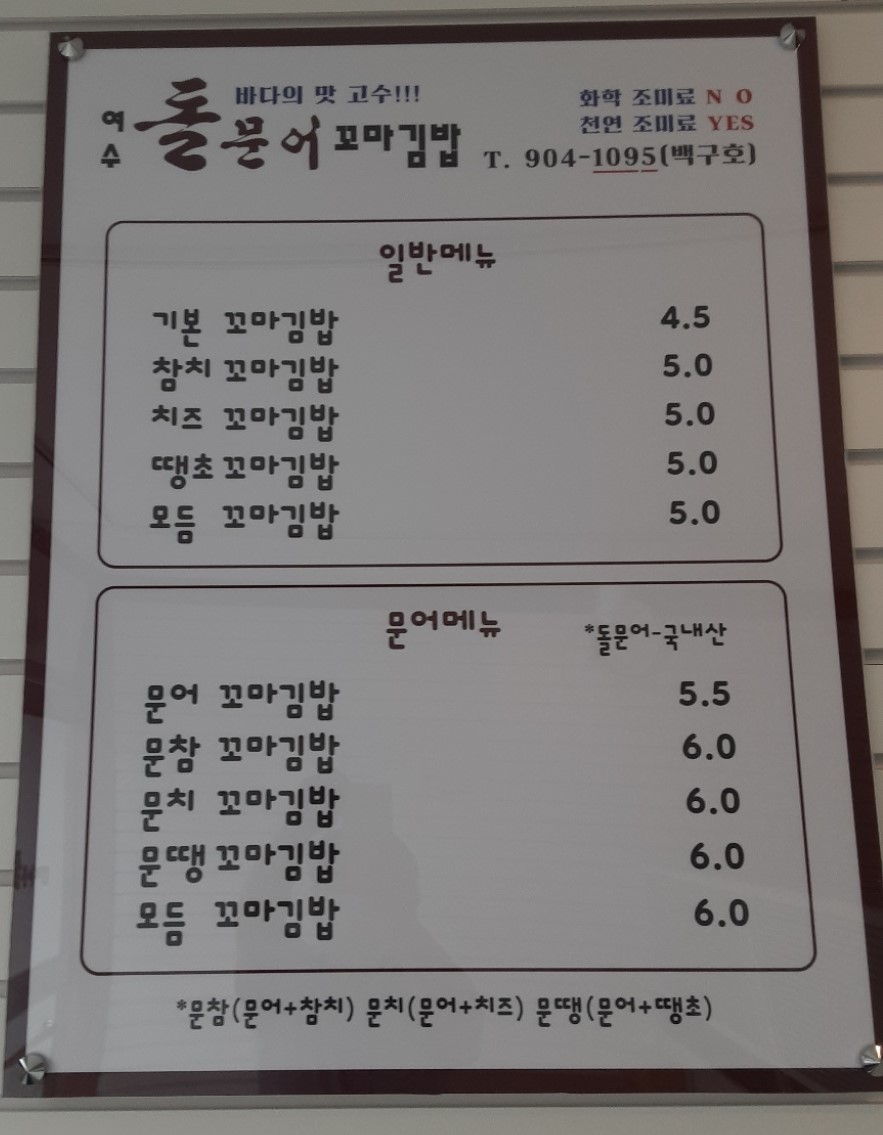 바다의 맛 고수!!!
여수 돌문어 꼬마김밥
화학 조미료 N O
천연 조미료 YES
T. 904-1095(백구호)
일반메뉴
기본 꼬마김밥 4.5
참치 꼬마김밥 5.0
치즈 꼬마김밥 5.0
땡초 꼬마김밥 5.0
모듬 꼬마김밥 5.0
문어메뉴 *돌문어-국내산
문어 꼬마김밥 5.5
문참 꼬마김밥 6.0
문치 꼬마김밥 6.0
문땡 꼬마김밥 6.0
모듬 꼬마김밥 6.0
*문참(문어+참치) 문치(문어+치즈) 문땡(문어+땡초)